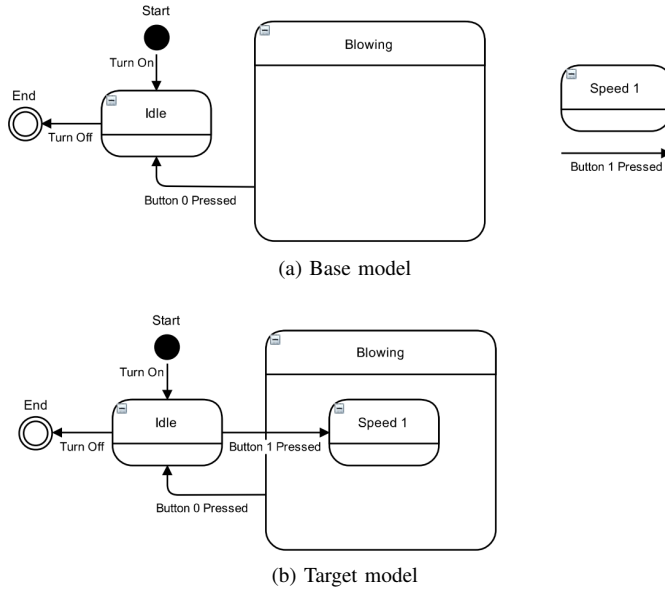 Start
Turn On
Blowing
End
Idle
Turn Off
Speed 1
Button 1 Pressed
Button 0 Pressed
(a) Base model
Start
Turn On
Blowing
End
Idle
Speed 1
Turn Off
Button 1 Pressed
Button 0 Pressed
(b) Target model